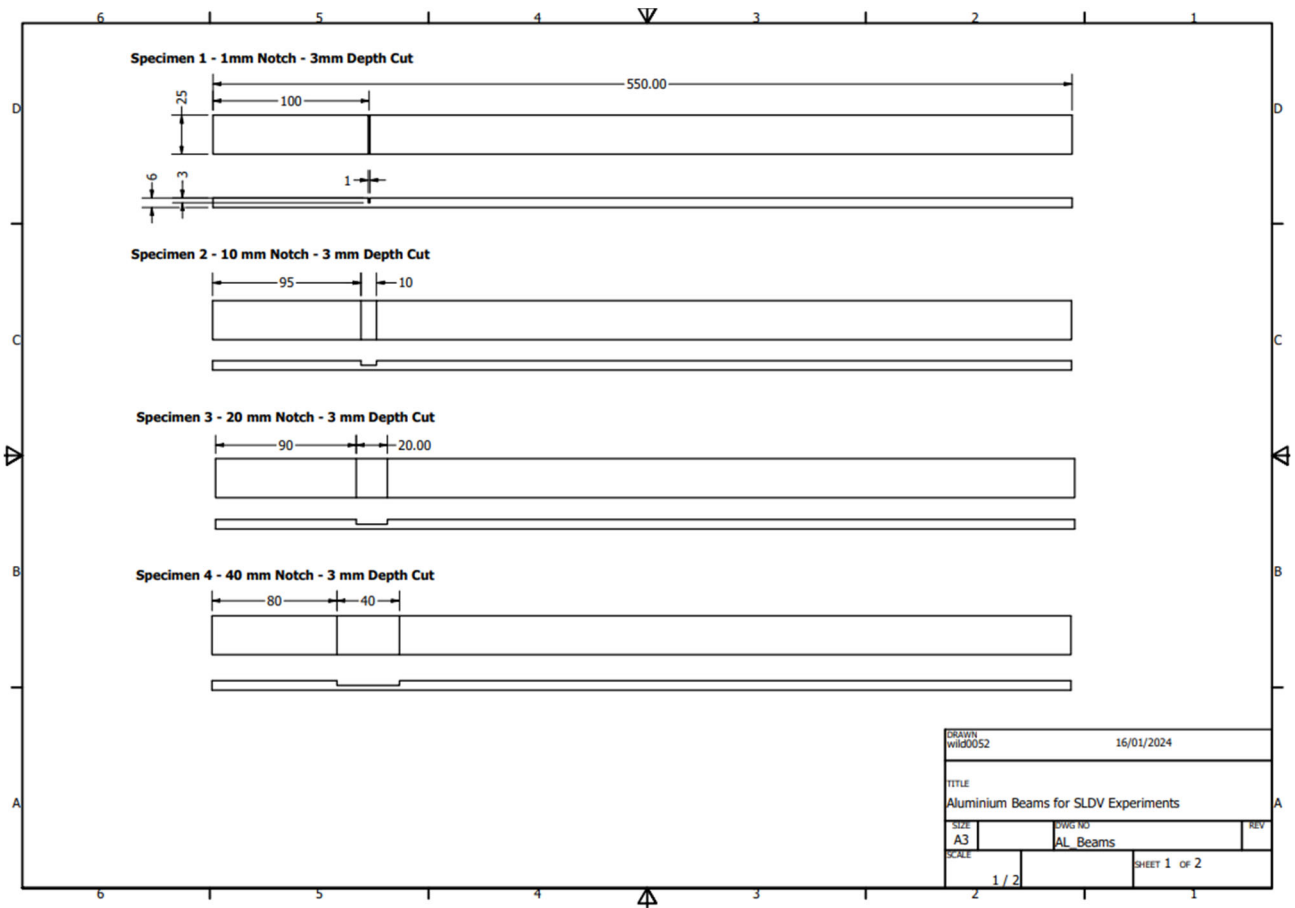 6 5 4 3 2 1
Specimen 1 - 1mm Notch - 3mm Depth Cut
550.00
100
25
D D
6 3 1
Specimen 2 - 10 mm Notch - 3 mm Depth Cut
95 10
C C
Specimen 3 - 20 mm Notch - 3 mm Depth Cut
90 20.00
B B
Specimen 4 - 40 mm Notch - 3 mm Depth Cut
80 40
DRAWN
wild0052 16/01/2024
TITLE
Aluminium Beams for SLDV Experiments
A A
SIZE DWG NO REV
A3 AL_Beams
SCALE
1 / 2 SHEET 1 OF 2
6 5 4 3 2 1